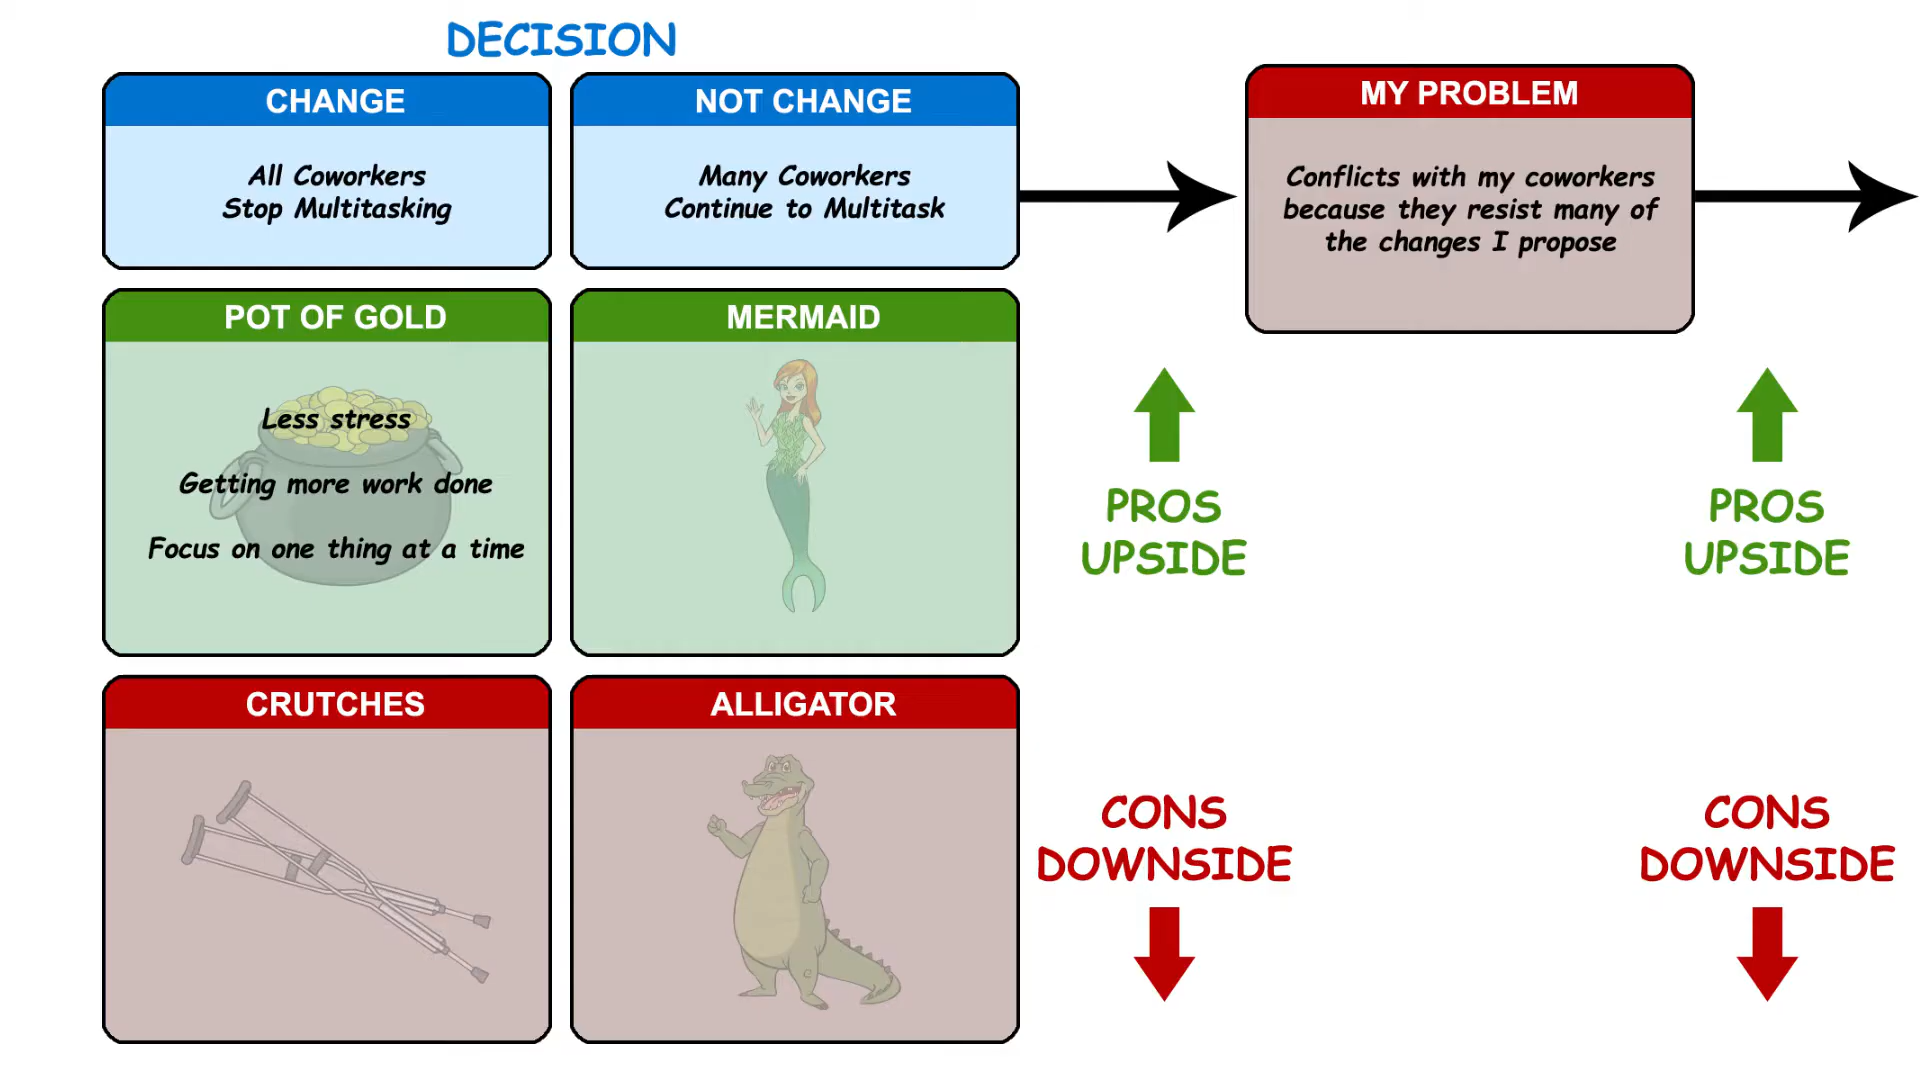 DECISION
CHANGE
All Coworkers
Stop Multitasking
NOT CHANGE
Many Coworkers
Continue to Multitask
MY PROBLEM
Conflicts with my coworkers
because they resist many of
the changes I propose
POT OF GOLD
Less stress
Getting more work done
Focus on one thing at a time
MERMAID
PROS
UPSIDE
PROS
UPSIDE
CRUTCHES
ALLIGATOR
CONS
DOWNSIDE
CONS
DOWNSIDE